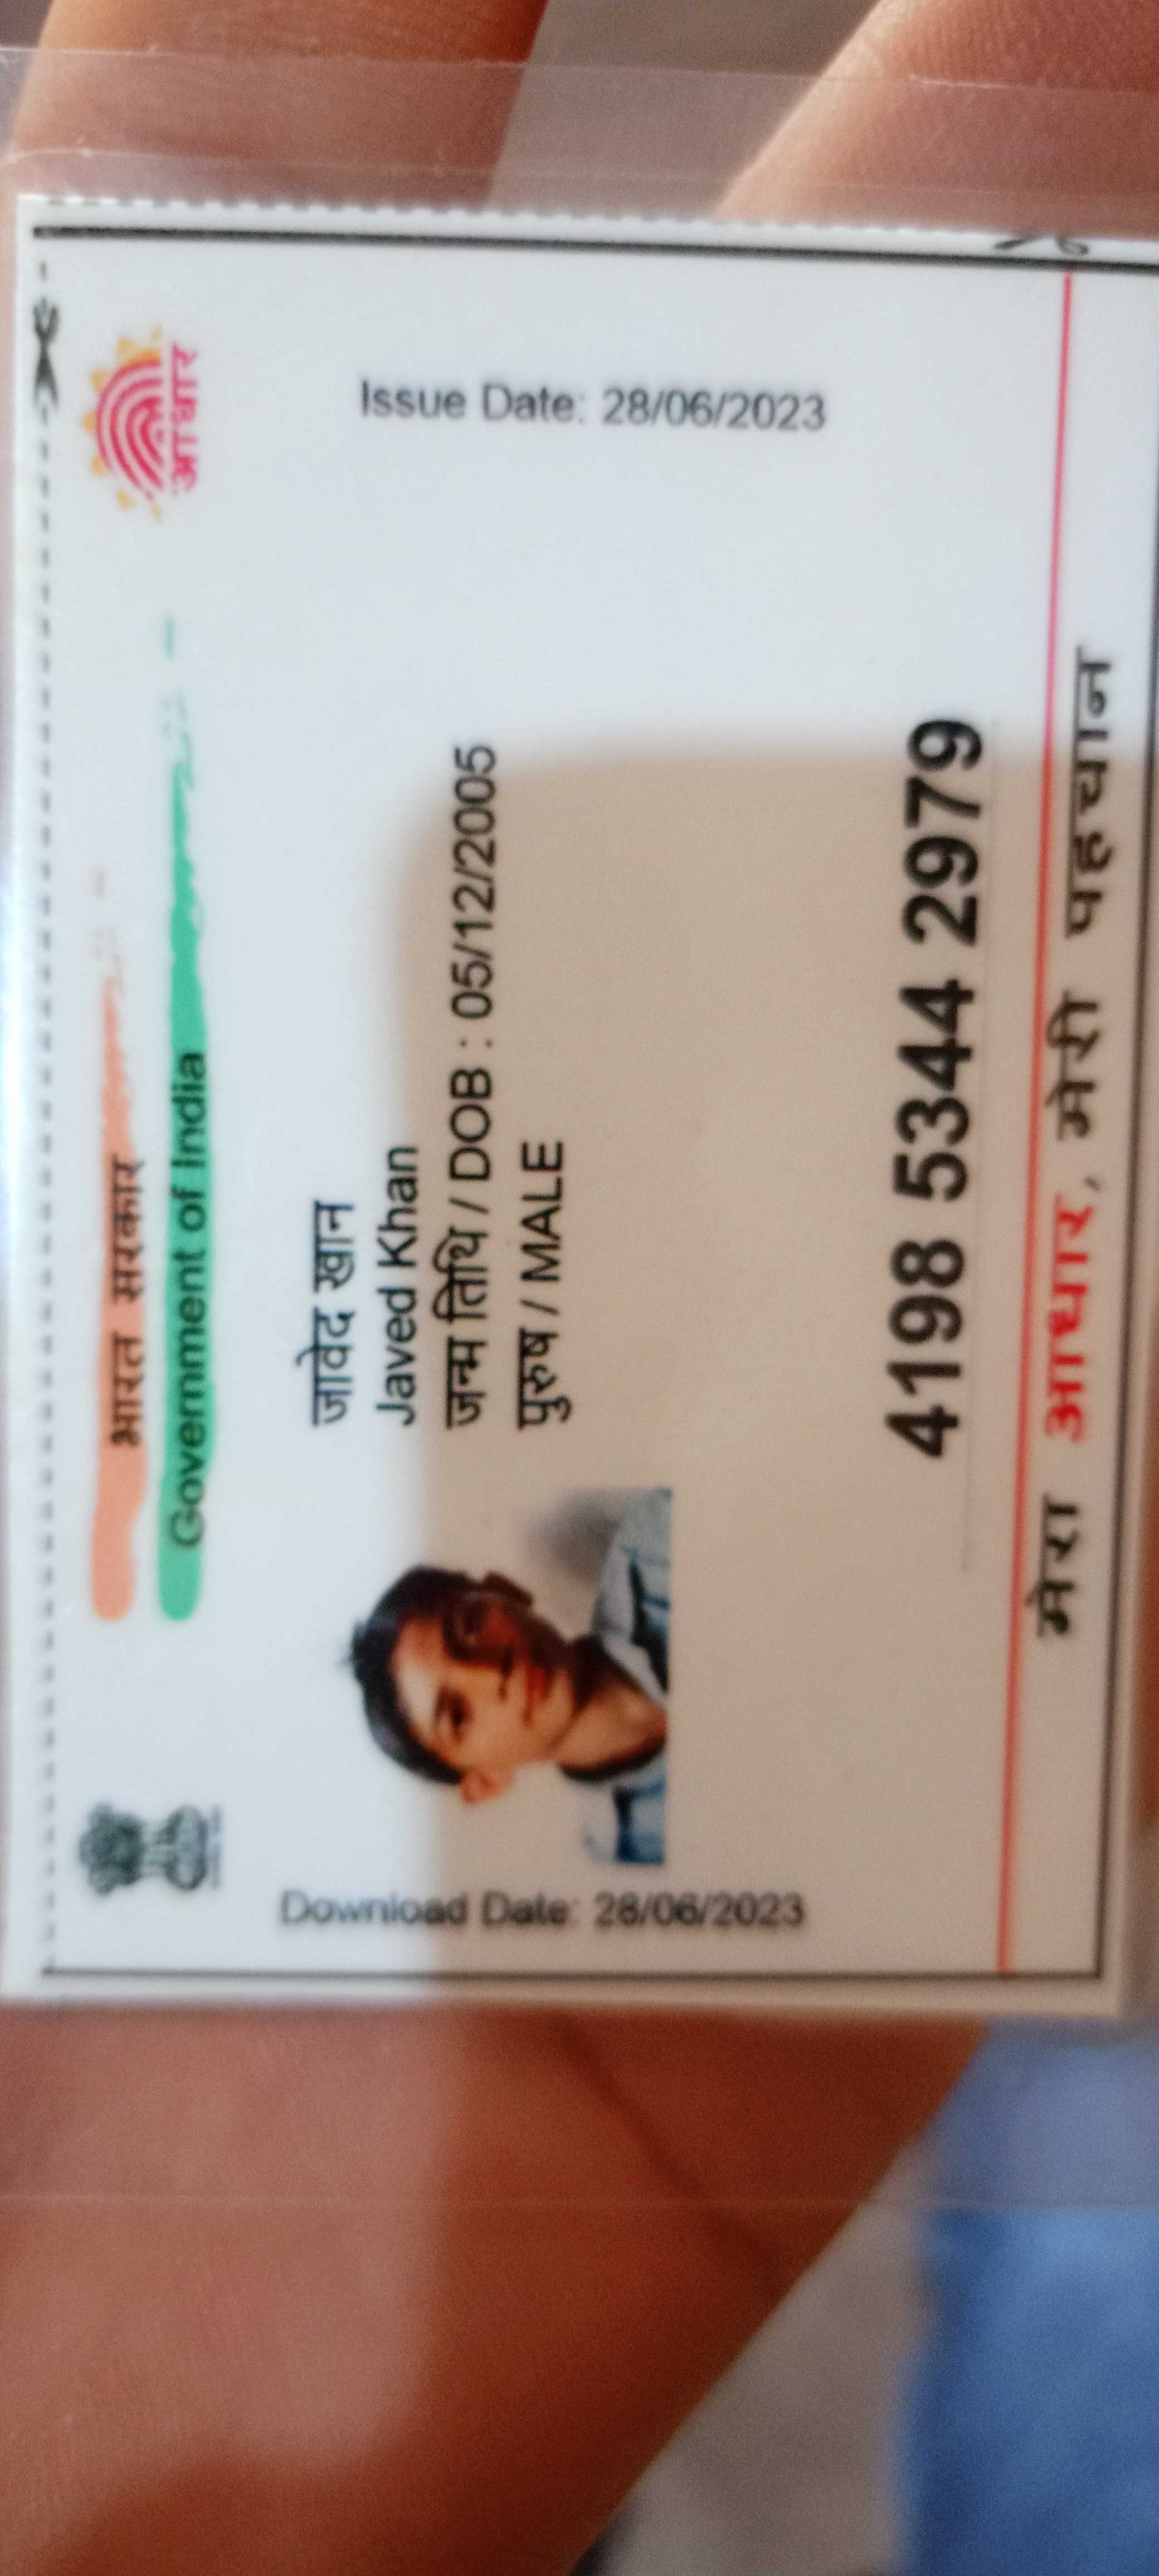 भारत सरकार
Government of India
आधार
Download Date: 28/06/2023
Issue Date: 28/06/2023
जावेद खान
Javed Khan
जन्म तिथि / DOB : 05/12/2005
पुरुष / MALE
4198 5344 2979
मेरा आधार, मेरी पहचान